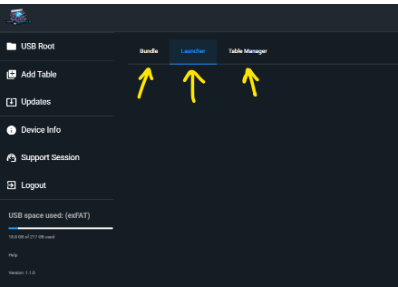 USB Root
Bundle
Launcher
Table Manager
Add Table
Updates
Device Info
Support Session
Logout
USB space used: (exFAT)
Help
Version: 1.1.0